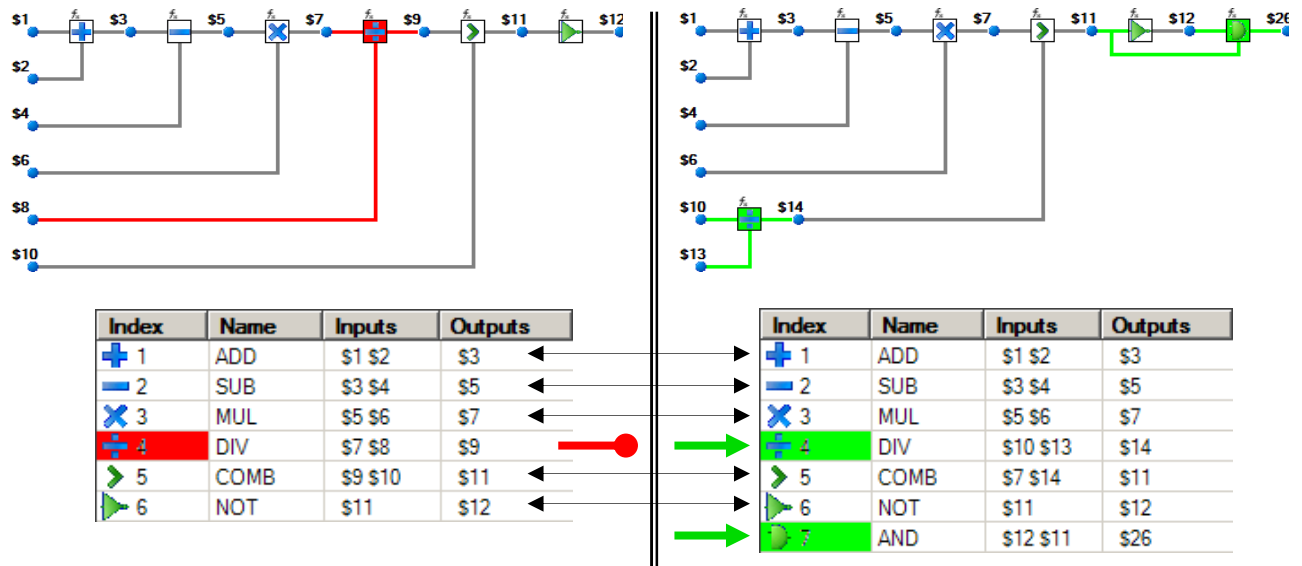 $1 $3 $5 $7 $9 $11 $12
$2
$4
$6
$8
$10
Index Name Inputs Outputs
1 ADD $1 $2 $3
2 SUB $3 $4 $5
3 MUL $5 $6 $7
4 DIV $7 $8 $9
5 COMB $9 $10 $11
6 NOT $11 $12
$1 $3 $5 $7 $11 $12 $26
$2
$4
$6
$10 $14
$13
Index Name Inputs Outputs
1 ADD $1 $2 $3
2 SUB $3 $4 $5
3 MUL $5 $6 $7
4 DIV $10 $13 $14
5 COMB $7 $14 $11
6 NOT $11 $12
7 AND $12 $11 $26